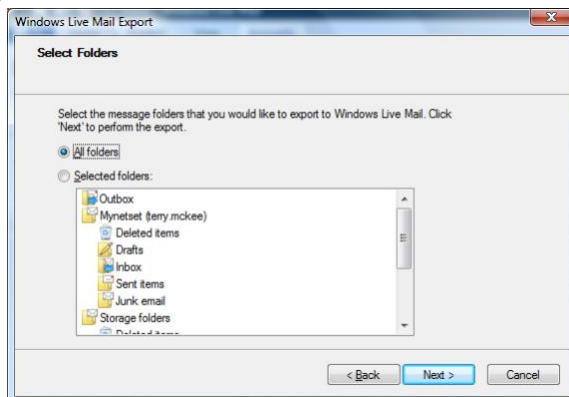 Windows Live Mail Export
Select Folders
Select the message folders that you would like to export to Windows Live Mail. Click
'Next' to perform the export.
All folders
Selected folders:
Outbox
Mynetset (terry.mckee)
Deleted items
Drafts
Inbox
Sent items
Junk email
Storage folders
Deleted items
< Back
Next >
Cancel